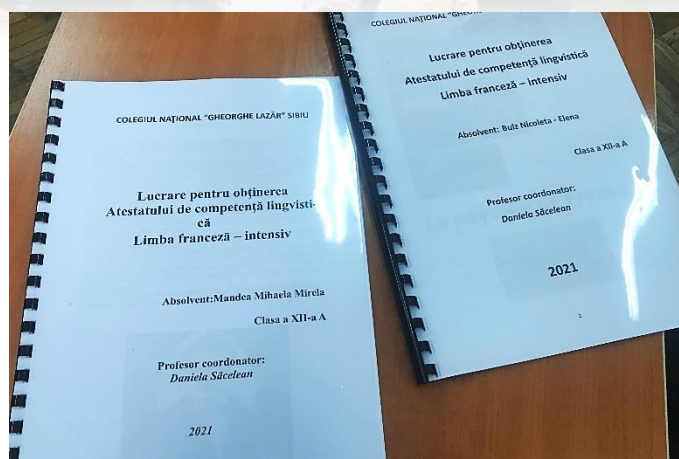 COLEGIUL NAȚIONAL "GHEORGHE LAZĂR" SIBIU
Lucrare pentru obținerea
Atestatului de competență lingvisti-
că
Limba franceză – intensiv
Absolvent:Mandea Mihaela Mirela
Clasa a XII-a A
Profesor coordonator:
Daniela Săcelean
2021
COLEGIUL NAȚIONAL
Lucrare pentru obținerea
Atestatului de competență lingvistică
Limba franceză – intensiv
Absolvent: Bulz Nicoleta - Elena
Clasa a XII-a A
Profesor coordonator:
Daniela Săcelean
2021
1